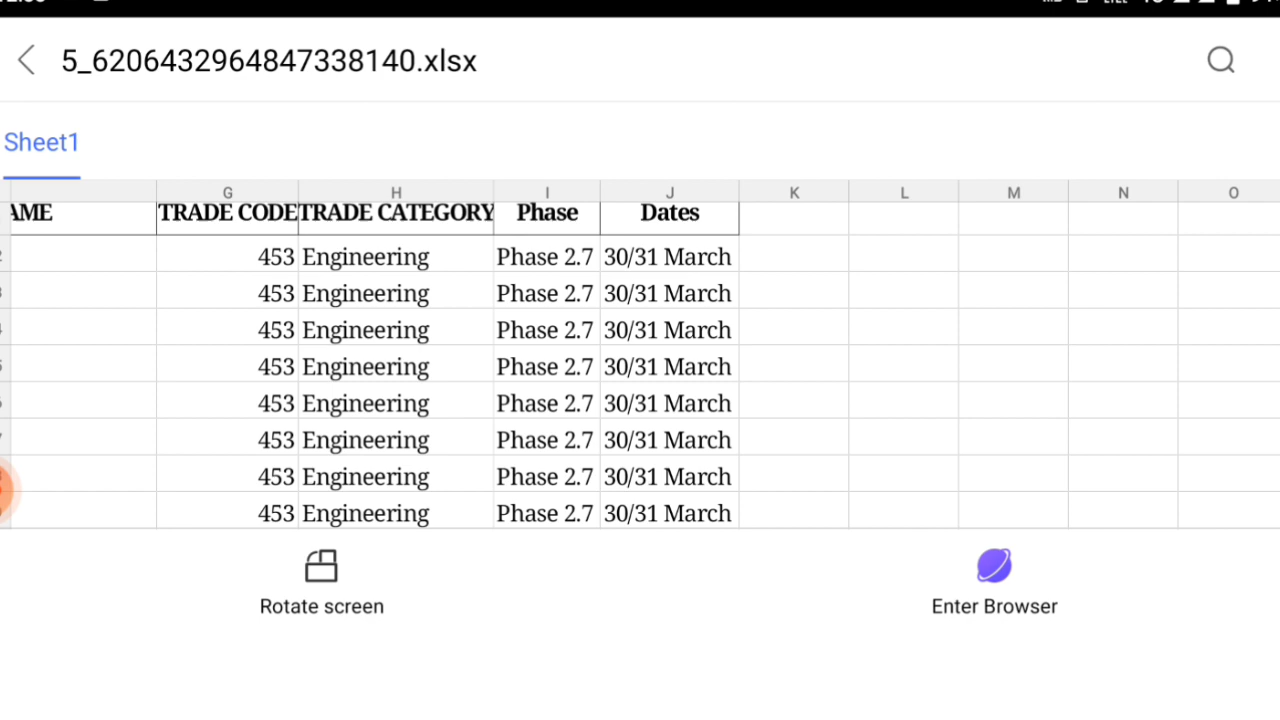 5_6206432964847338140.xlsx
Sheet1
G H I J K L M N O
AME TRADE CODE TRADE CATEGORY Phase Dates
453 Engineering Phase 2.7 30/31 March
453 Engineering Phase 2.7 30/31 March
453 Engineering Phase 2.7 30/31 March
453 Engineering Phase 2.7 30/31 March
453 Engineering Phase 2.7 30/31 March
453 Engineering Phase 2.7 30/31 March
453 Engineering Phase 2.7 30/31 March
453 Engineering Phase 2.7 30/31 March
Rotate screen Enter Browser